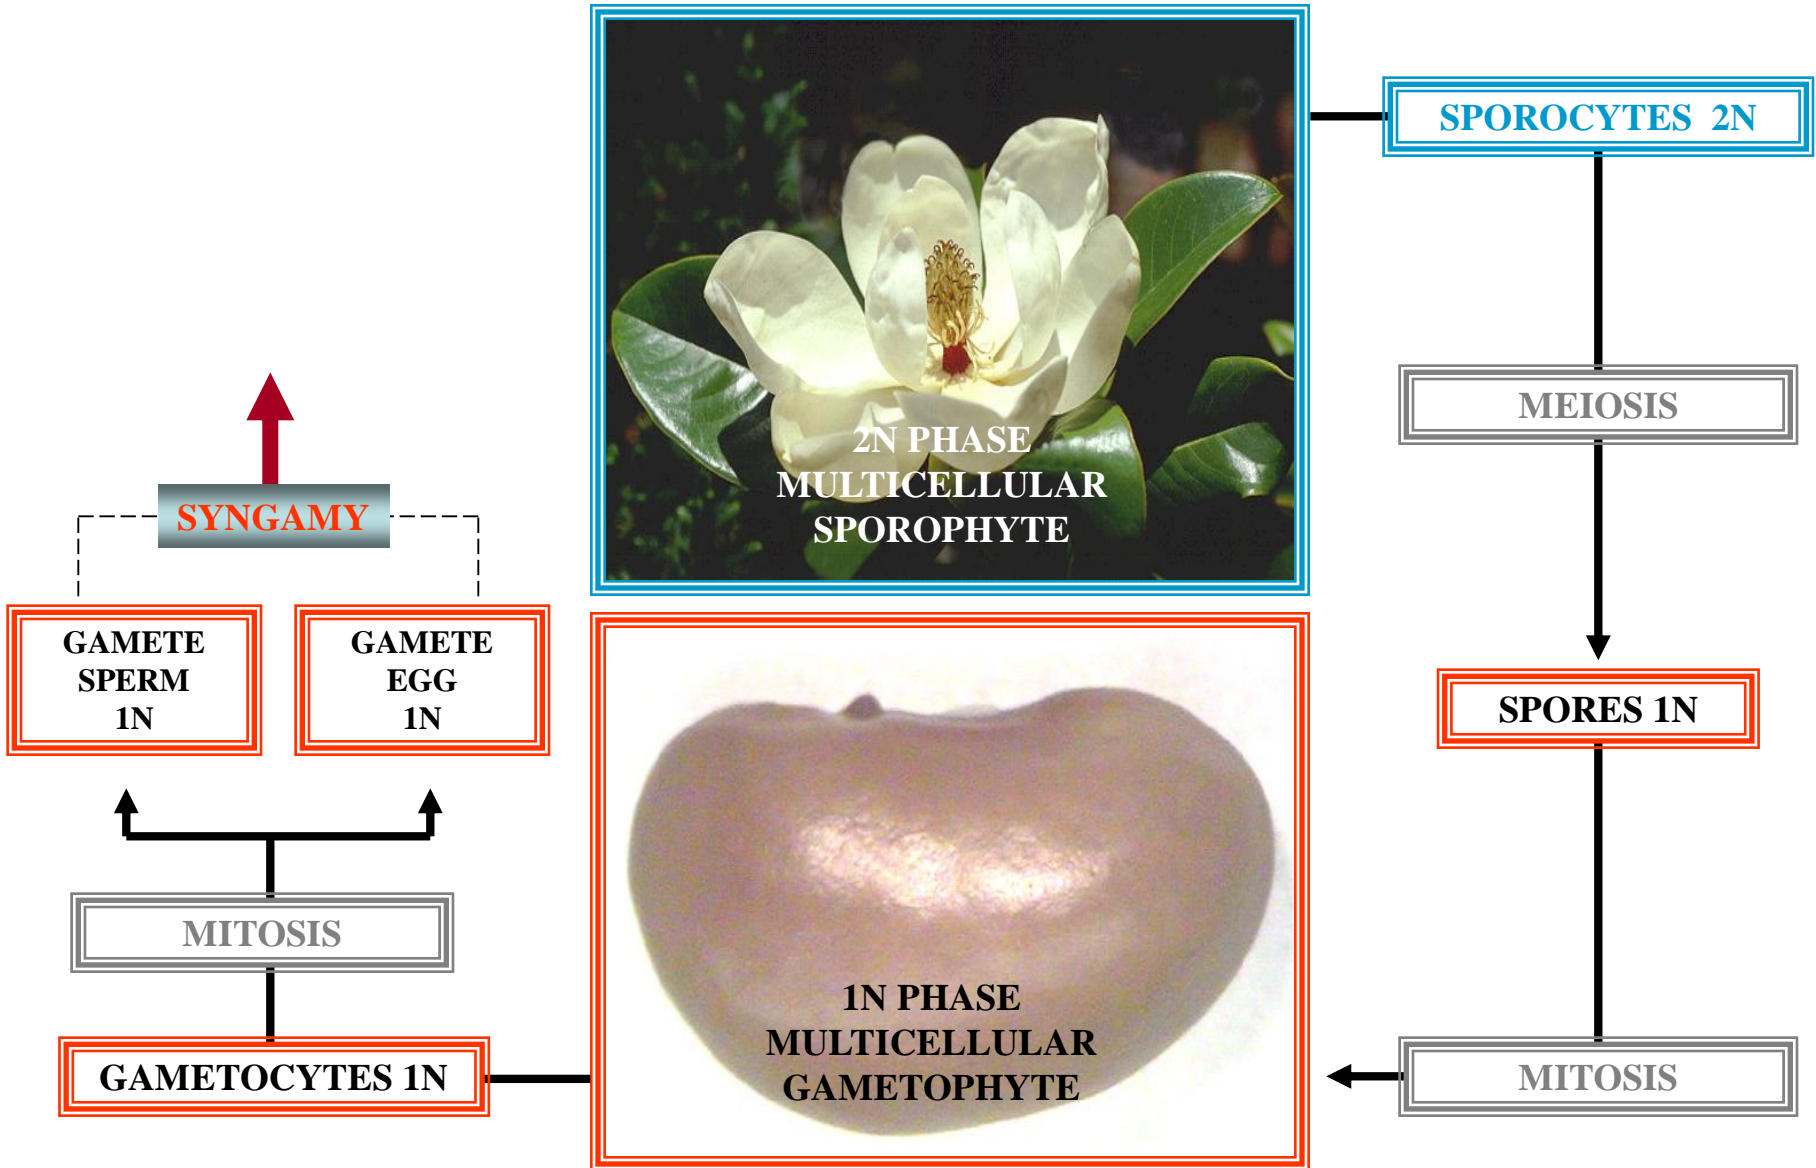 SPOROCYTES 2N
MEIOSIS
2N PHASE
MULTICELLULAR
SPOROPHYTE
SYNGAMY
GAMETE
SPERM
1N
GAMETE
EGG
1N
SPORES 1N
MITOSIS
1N PHASE
MULTICELLULAR
GAMETOPHYTE
GAMETOCYTES 1N
MITOSIS